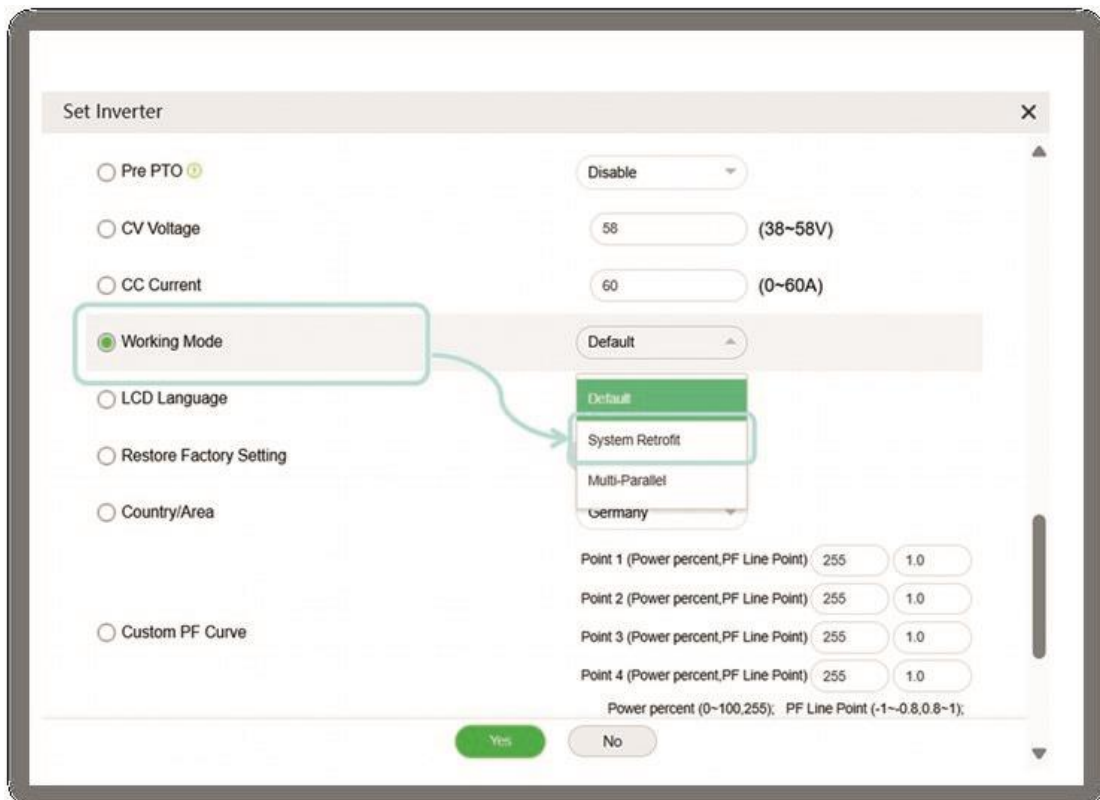 Set Inverter
Pre PTO Disable
CV Voltage 58 (38~58V)
CC Current 60 (0~60A)
Working Mode Default
LCD Language Default
System Retrofit
Restore Factory Setting
Multi-Parallel
Country/Area Germany
Point 1 (Power percent,PF Line Point) 255 1.0
Point 2 (Power percent,PF Line Point) 255 1.0
Custom PF Curve
Point 3 (Power percent,PF Line Point) 255 1.0
Point 4 (Power percent,PF Line Point) 255 1.0
Power percent (0~100,255); PF Line Point (-1~-0.8,0.8~1);
Yes No